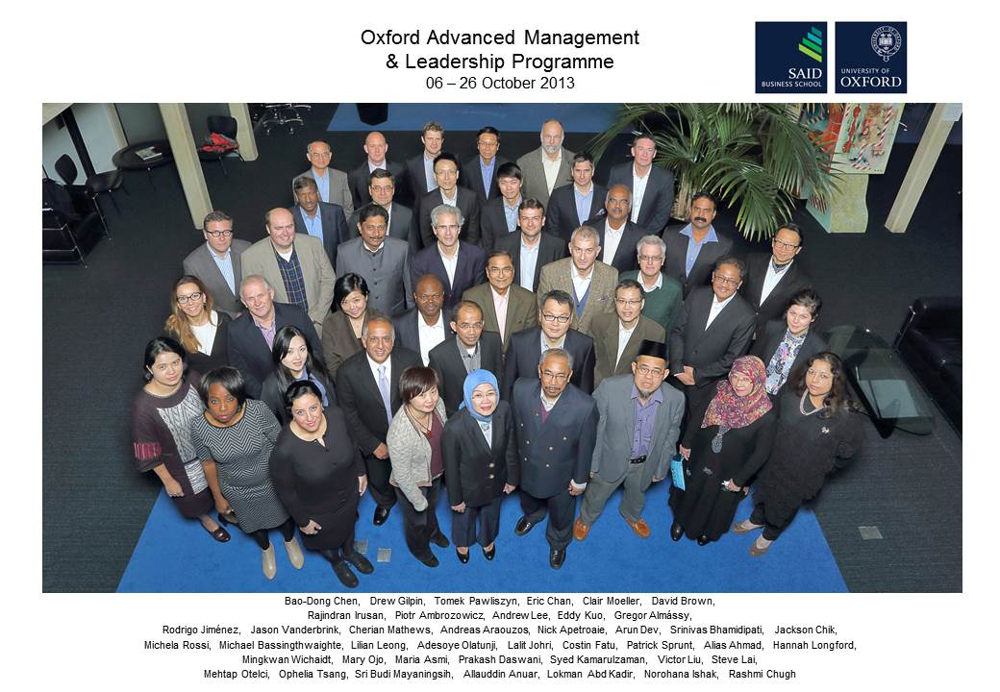 Oxford Advanced Management
& Leadership Programme
06 – 26 October 2013
SAID
BUSINESS SCHOOL
UNIVERSITY OF
OXFORD
Bao-Dong Chen, Drew Gilpin, Tomek Pawliszyn, Eric Chan, Clair Moeller, David Brown,
Rajindran Irusan, Piotr Ambrozowicz, Andrew Lee, Eddy Kuo, Gregor Almássy,
Rodrigo Jiménez, Jason Vanderbrink, Cherian Mathews, Andreas Araouzos, Nick Apetroaie, Arun Dev, Srinivas Bhamidipati, Jackson Chik,
Michela Rossi, Michael Bassingthwaighte, Lilian Leong, Adesoye Olatunji, Lalit Johri, Costin Fatu, Patrick Sprunt, Alias Ahmad, Hannah Longford,
Mingkwan Wichaidt, Mary Ojo, Maria Asmi, Prakash Daswani, Syed Kamarulzaman, Victor Liu, Steve Lai,
Mehtap Otelci, Ophelia Tsang, Sri Budi Mayaningsih, Allauddin Anuar, Lokman Abd Kadir, Norohana Ishak, Rashmi Chugh